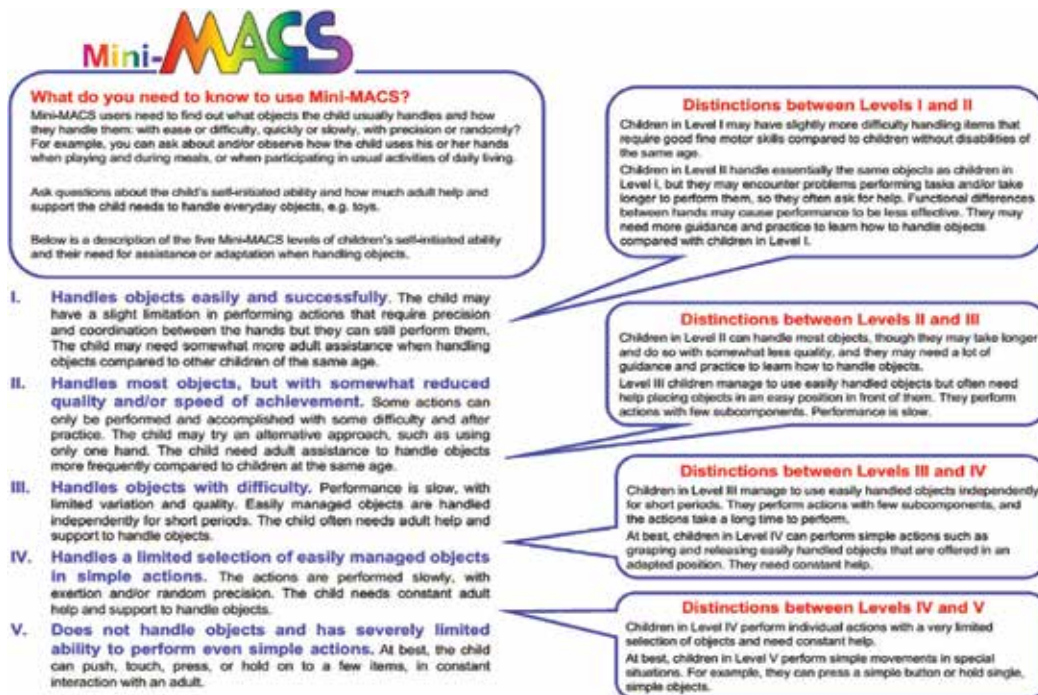 Mini-MACS
What do you need to know to use Mini-MACS?
Mini-MACS users need to find out what objects the child usually handles and how
they handle them: with ease or difficulty, quickly or slowly, with precision or randomly?
For example, you can ask about and/or observe how the child uses his or her hands
when playing and during meals, or when participating in usual activities of daily living.
Ask questions about the child's self-initiated ability and how much adult help and
support the child needs to handle everyday objects, e.g. toys.
Below is a description of the five Mini-MACS levels of children's self-initiated ability
and their need for assistance or adaptation when handling objects.
I. Handles objects easily and successfully. The child may
have a slight limitation in performing actions that require precision
and coordination between the hands but they can still perform them.
The child may need somewhat more adult assistance when handling
objects compared to other children of the same age.
II. Handles most objects, but with somewhat reduced
quality and/or speed of achievement. Some actions can
only be performed and accomplished with some difficulty and after
practice. The child may try an alternative approach, such as using
only one hand. The child need adult assistance to handle objects
more frequently compared to children at the same age.
III. Handles objects with difficulty. Performance is slow, with
limited variation and quality. Easily managed objects are handled
independently for short periods. The child often needs adult help and
support to handle objects.
IV. Handles a limited selection of easily managed objects
in simple actions. The actions are performed slowly, with
exertion and/or random precision. The child needs constant adult
help and support to handle objects.
V. Does not handle objects and has severely limited
ability to perform even simple actions. At best, the child
can push, touch, press, or hold on to a few items, in constant
interaction with an adult.
Distinctions between Levels I and II
Children in Level I may have slightly more difficulty handling items that
require good fine motor skills compared to children without disabilities of
the same age.
Children in Level II handle essentially the same objects as children in
Level I, but they may encounter problems performing tasks and/or take
longer to perform them, so they often ask for help. Functional differences
between hands may cause performance to be less effective. They may
need more guidance and practice to learn how to handle objects
compared with children in Level I.
Distinctions between Levels II and III
Children in Level II can handle most objects, though they may take longer
and do so with somewhat less quality, and they may need a lot of
guidance and practice to learn how to handle objects.
Level III children manage to use easily handled objects but often need
help placing objects in an easy position in front of them. They perform
actions with few subcomponents. Performance is slow.
Distinctions between Levels III and IV
Children in Level III manage to use easily handled objects independently
for short periods. They perform actions with few subcomponents, and
the actions take a long time to perform.
At best, children in Level IV can perform simple actions such as
grasping and releasing easily handled objects that are offered in an
adapted position. They need constant help.
Distinctions between Levels IV and V
Children in Level IV perform individual actions with a very limited
selection of objects and need constant help.
At best, children in Level V perform simple movements in special
situations. For example, they can press a simple button or hold single,
simple objects.